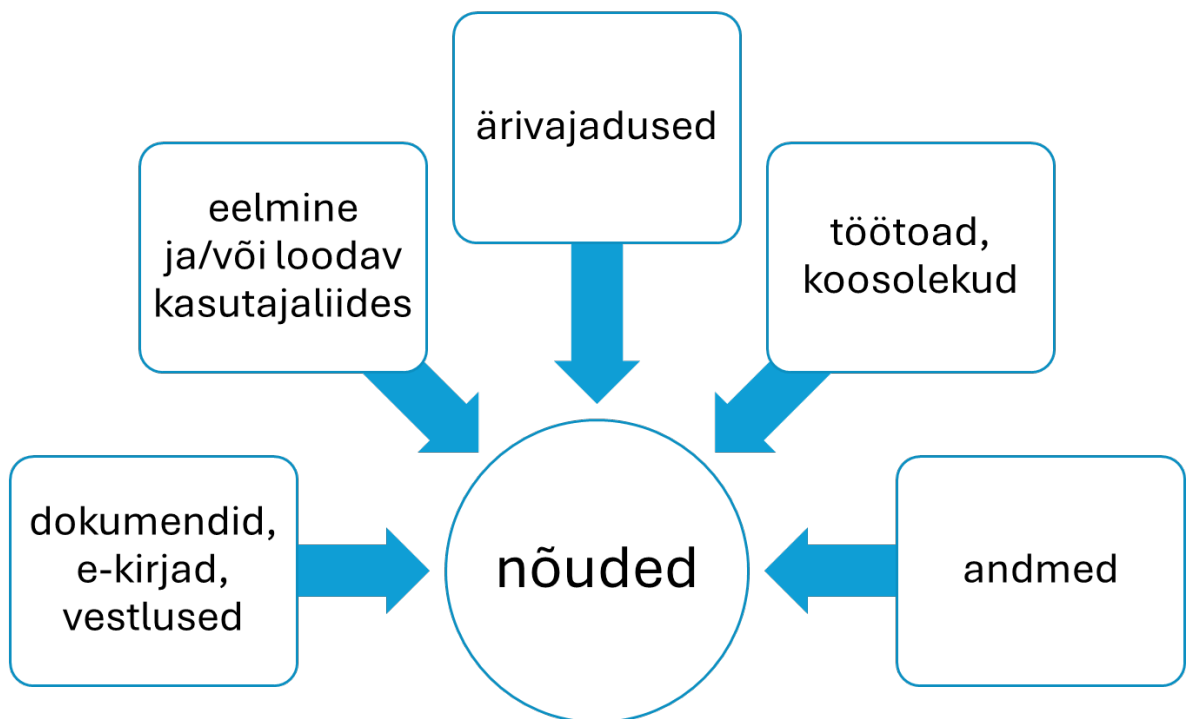 ärivajadused
eelmine
ja/või loodav
kasutajaliides
töötoad,
koosolekud
dokumendid,
e-kirjad,
vestlused
nõuded
andmed